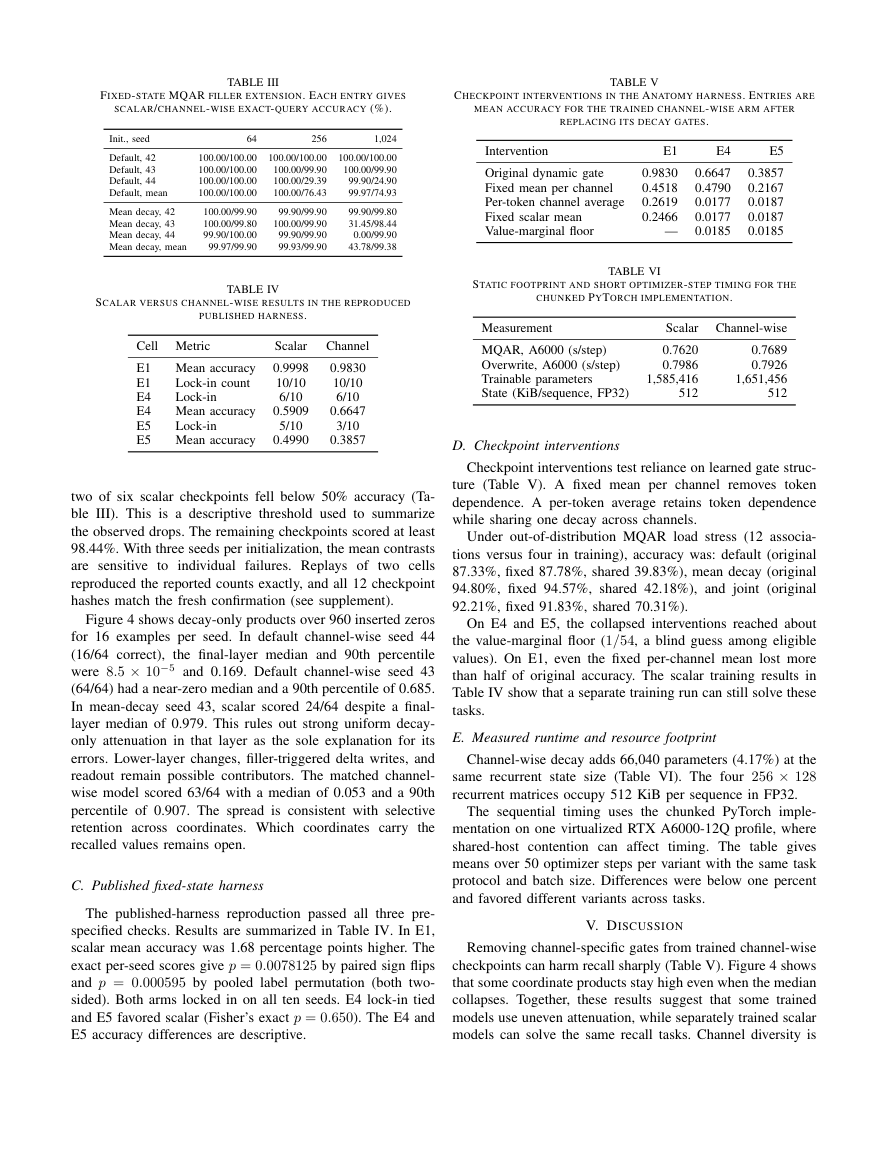 TABLE III
FIXED-STATE MQAR FILLER EXTENSION. EACH ENTRY GIVES
SCALAR/CHANNEL-WISE EXACT-QUERY ACCURACY (%).
Init., seed 64 256 1,024
Default, 42 100.00/100.00 100.00/100.00 100.00/100.00
Default, 43 100.00/100.00 100.00/99.90 100.00/99.90
Default, 44 100.00/100.00 100.00/29.39 99.90/24.90
Default, mean 100.00/100.00 100.00/76.43 99.97/74.93
Mean decay, 42 100.00/99.90 99.90/99.90 99.90/99.80
Mean decay, 43 100.00/99.80 100.00/99.90 31.45/98.44
Mean decay, 44 99.90/100.00 99.90/99.90 0.00/99.90
Mean decay, mean 99.97/99.90 99.93/99.90 43.78/99.38
TABLE IV
SCALAR VERSUS CHANNEL-WISE RESULTS IN THE REPRODUCED
PUBLISHED HARNESS.
Cell Metric Scalar Channel
E1 Mean accuracy 0.9998 0.9830
E1 Lock-in count 10/10 10/10
E4 Lock-in 6/10 6/10
E4 Mean accuracy 0.5909 0.6647
E5 Lock-in 5/10 3/10
E5 Mean accuracy 0.4990 0.3857
two of six scalar checkpoints fell below 50% accuracy (Ta-
ble III). This is a descriptive threshold used to summarize
the observed drops. The remaining checkpoints scored at least
98.44%. With three seeds per initialization, the mean contrasts
are sensitive to individual failures. Replays of two cells
reproduced the reported counts exactly, and all 12 checkpoint
hashes match the fresh confirmation (see supplement).
Figure 4 shows decay-only products over 960 inserted zeros
for 16 examples per seed. In default channel-wise seed 44
(16/64 correct), the final-layer median and 90th percentile
were 8.5 × 10⁻⁵ and 0.169. Default channel-wise seed 43
(64/64) had a near-zero median and a 90th percentile of 0.685.
In mean-decay seed 43, scalar scored 24/64 despite a final-
layer median of 0.979. This rules out strong uniform decay-
only attenuation in that layer as the sole explanation for its
errors. Lower-layer changes, filler-triggered delta writes, and
readout remain possible contributors. The matched channel-
wise model scored 63/64 with a median of 0.053 and a 90th
percentile of 0.907. The spread is consistent with selective
retention across coordinates. Which coordinates carry the
recalled values remains open.
C. Published fixed-state harness
The published-harness reproduction passed all three pre-
specified checks. Results are summarized in Table IV. In E1,
scalar mean accuracy was 1.68 percentage points higher. The
exact per-seed scores give p = 0.0078125 by paired sign flips
and p = 0.000595 by pooled label permutation (both two-
sided). Both arms locked in on all ten seeds. E4 lock-in tied
and E5 favored scalar (Fisher's exact p = 0.650). The E4 and
E5 accuracy differences are descriptive.
TABLE V
CHECKPOINT INTERVENTIONS IN THE ANATOMY HARNESS. ENTRIES ARE
MEAN ACCURACY FOR THE TRAINED CHANNEL-WISE ARM AFTER
REPLACING ITS DECAY GATES.
Intervention E1 E4 E5
Original dynamic gate 0.9830 0.6647 0.3857
Fixed mean per channel 0.4518 0.4790 0.2167
Per-token channel average 0.2619 0.0177 0.0187
Fixed scalar mean 0.2466 0.0177 0.0187
Value-marginal floor — 0.0185 0.0185
TABLE VI
STATIC FOOTPRINT AND SHORT OPTIMIZER-STEP TIMING FOR THE
CHUNKED PYTORCH IMPLEMENTATION.
Measurement Scalar Channel-wise
MQAR, A6000 (s/step) 0.7620 0.7689
Overwrite, A6000 (s/step) 0.7986 0.7926
Trainable parameters 1,585,416 1,651,456
State (KiB/sequence, FP32) 512 512
D. Checkpoint interventions
Checkpoint interventions test reliance on learned gate struc-
ture (Table V). A fixed mean per channel removes token
dependence. A per-token average retains token dependence
while sharing one decay across channels.
Under out-of-distribution MQAR load stress (12 associa-
tions versus four in training), accuracy was: default (original
87.33%, fixed 87.78%, shared 39.83%), mean decay (original
94.80%, fixed 94.57%, shared 42.18%), and joint (original
92.21%, fixed 91.83%, shared 70.31%).
On E4 and E5, the collapsed interventions reached about
the value-marginal floor (1/54, a blind guess among eligible
values). On E1, even the fixed per-channel mean lost more
than half of original accuracy. The scalar training results in
Table IV show that a separate training run can still solve these
tasks.
E. Measured runtime and resource footprint
Channel-wise decay adds 66,040 parameters (4.17%) at the
same recurrent state size (Table VI). The four 256 × 128
recurrent matrices occupy 512 KiB per sequence in FP32.
The sequential timing uses the chunked PyTorch imple-
mentation on one virtualized RTX A6000-12Q profile, where
shared-host contention can affect timing. The table gives
means over 50 optimizer steps per variant with the same task
protocol and batch size. Differences were below one percent
and favored different variants across tasks.
V. DISCUSSION
Removing channel-specific gates from trained channel-wise
checkpoints can harm recall sharply (Table V). Figure 4 shows
that some coordinate products stay high even when the median
collapses. Together, these results suggest that some trained
models use uneven attenuation, while separately trained scalar
models can solve the same recall tasks. Channel diversity is